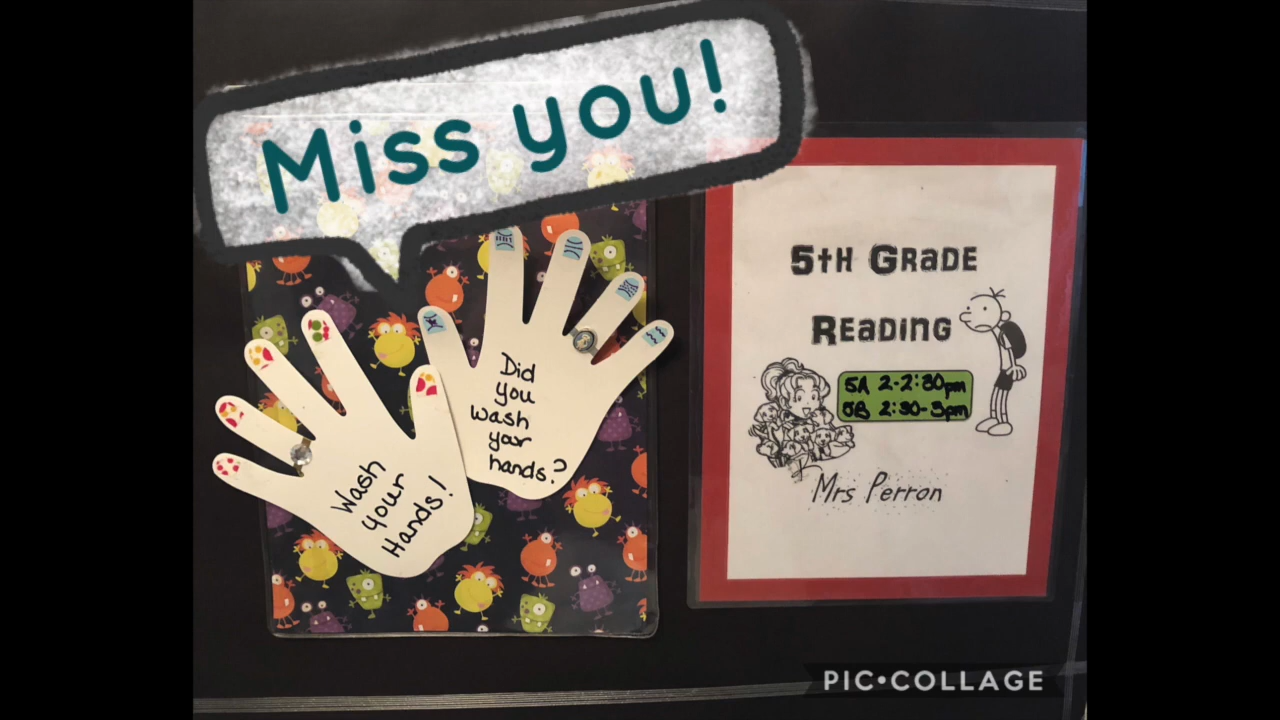 Miss you!
Wash
your
Hands!
Did
you
wash
your
hands?
5th Grade
Reading
5A 2-2:30pm
5B 2:30-3pm
Mrs Perron
PIC•COLLAGE